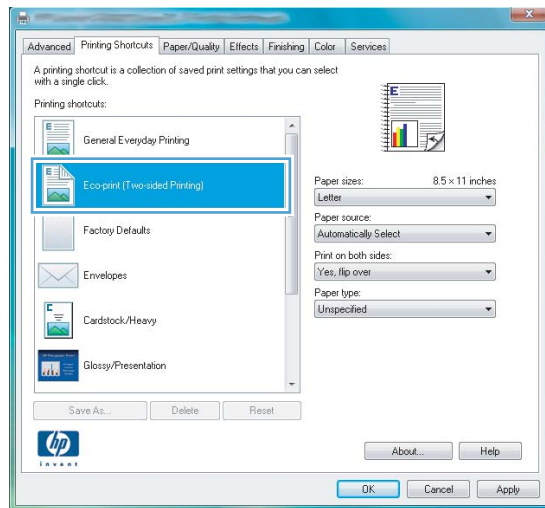 Advanced Printing Shortcuts Paper/Quality Effects Finishing Color Services
A printing shortcut is a collection of saved print settings that you can select
with a single click.
Printing shortcuts:
General Everyday Printing
Eco-print (Two-sided Printing)
Factory Defaults
Envelopes
Cardstock/Heavy
Glossy/Presentation
Save As... Delete Reset
E
E
E
E
Paper sizes: 8.5 × 11 inches
Letter
Paper source:
Automatically Select
Print on both sides:
Yes, flip over
Paper type:
Unspecified
hp
invent
About... Help
OK Cancel Apply